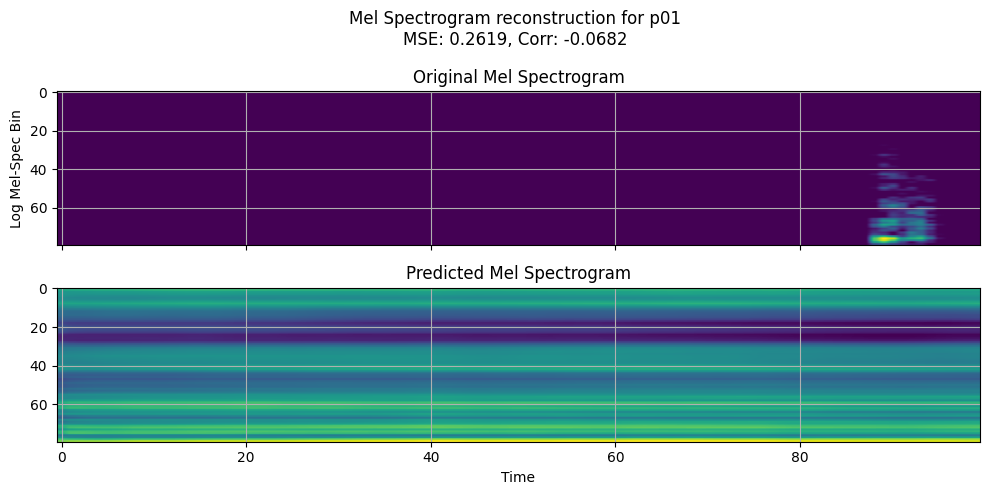 Mel Spectrogram reconstruction for p01
MSE: 0.2619, Corr: -0.0682
Original Mel Spectrogram
Log Mel-Spec Bin
0
20
40
60
Predicted Mel Spectrogram
0
20
40
60
0 20 40 60 80
Time